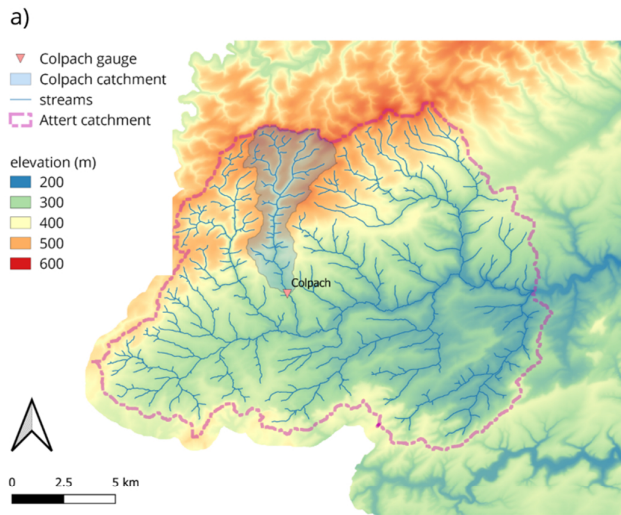 a)
Colpach gauge
Colpach catchment
streams
Attert catchment
elevation (m)
200
300
400
500
600
Colpach
0 2.5 5 km